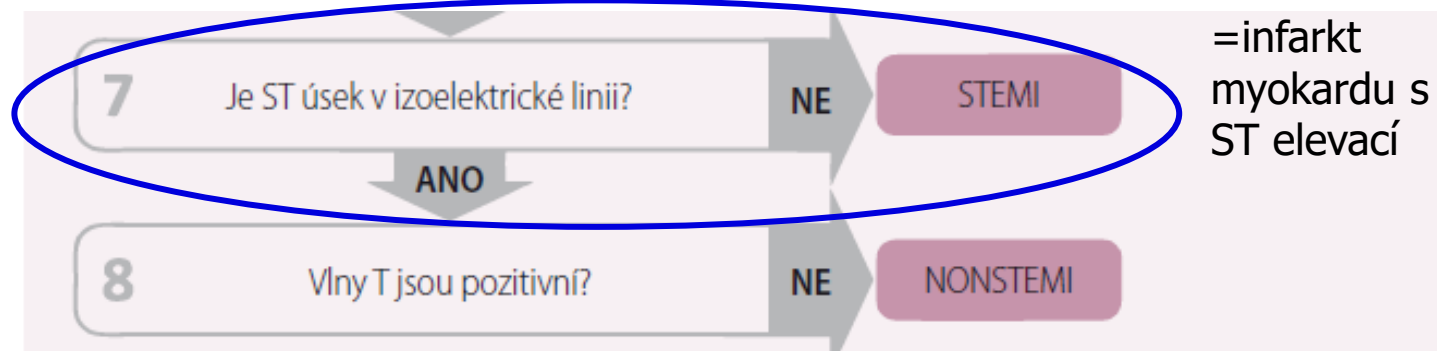 7 Je ST úsek v izoelektrické linii? NE STEMI
=infarkt
myokardu s
ST elevací
ANO
8 Vlny T jsou pozitivní? NE NONSTEMI